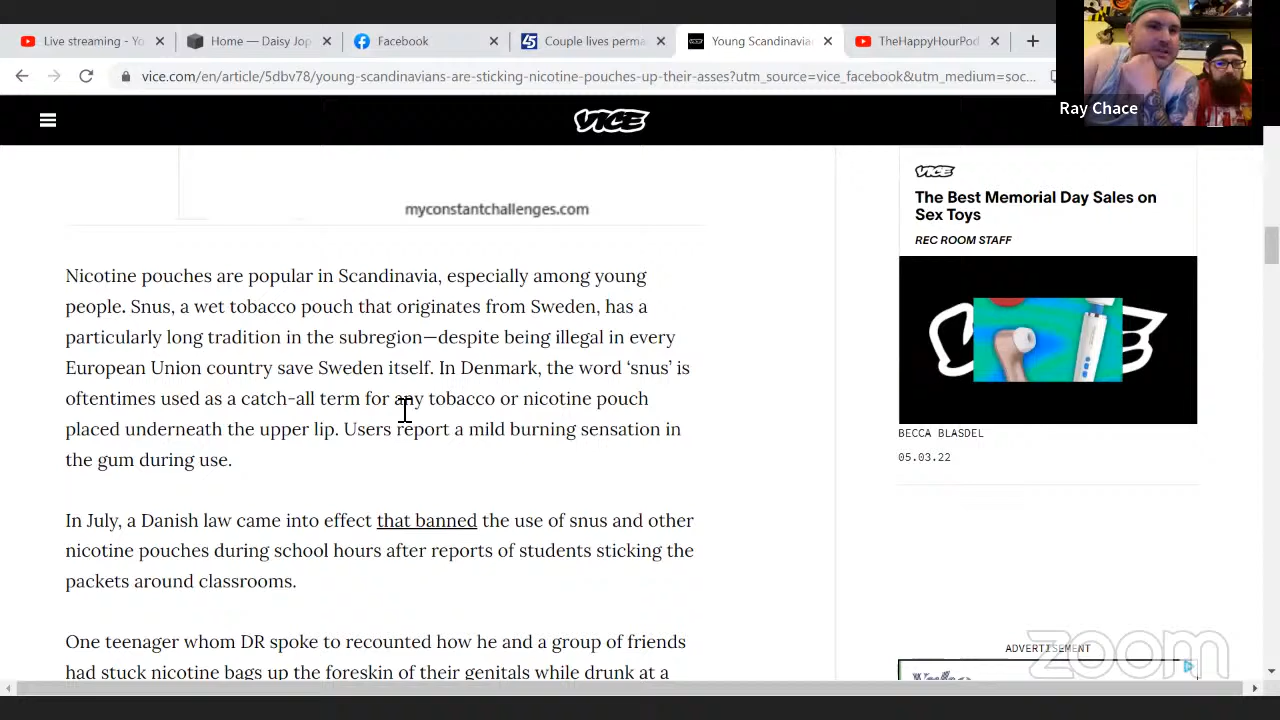 Live streaming - Yo
Home — Daisy Jop
Facebook
Couple lives perma
Young Scandinavia
TheHappyHourPod
vice.com/en/article/5dbv78/young-scandinavians-are-sticking-nicotine-pouches-up-their-asses?utm_source=vice_facebook&utm_medium=soc...
Ray Chace
VICE
myconstantchallenges.com
Nicotine pouches are popular in Scandinavia, especially among young
people. Snus, a wet tobacco pouch that originates from Sweden, has a
particularly long tradition in the subregion—despite being illegal in every
European Union country save Sweden itself. In Denmark, the word ‘snus’ is
oftentimes used as a catch-all term for any tobacco or nicotine pouch
placed underneath the upper lip. Users report a mild burning sensation in
the gum during use.
In July, a Danish law came into effect that banned the use of snus and other
nicotine pouches during school hours after reports of students sticking the
packets around classrooms.
One teenager whom DR spoke to recounted how he and a group of friends
had stuck nicotine bags up the foreskin of their genitals while drunk at a
VICE
The Best Memorial Day Sales on
Sex Toys
REC ROOM STAFF
BECCA BLASDEL
05.03.22
ADVERTISEMENT
zoom